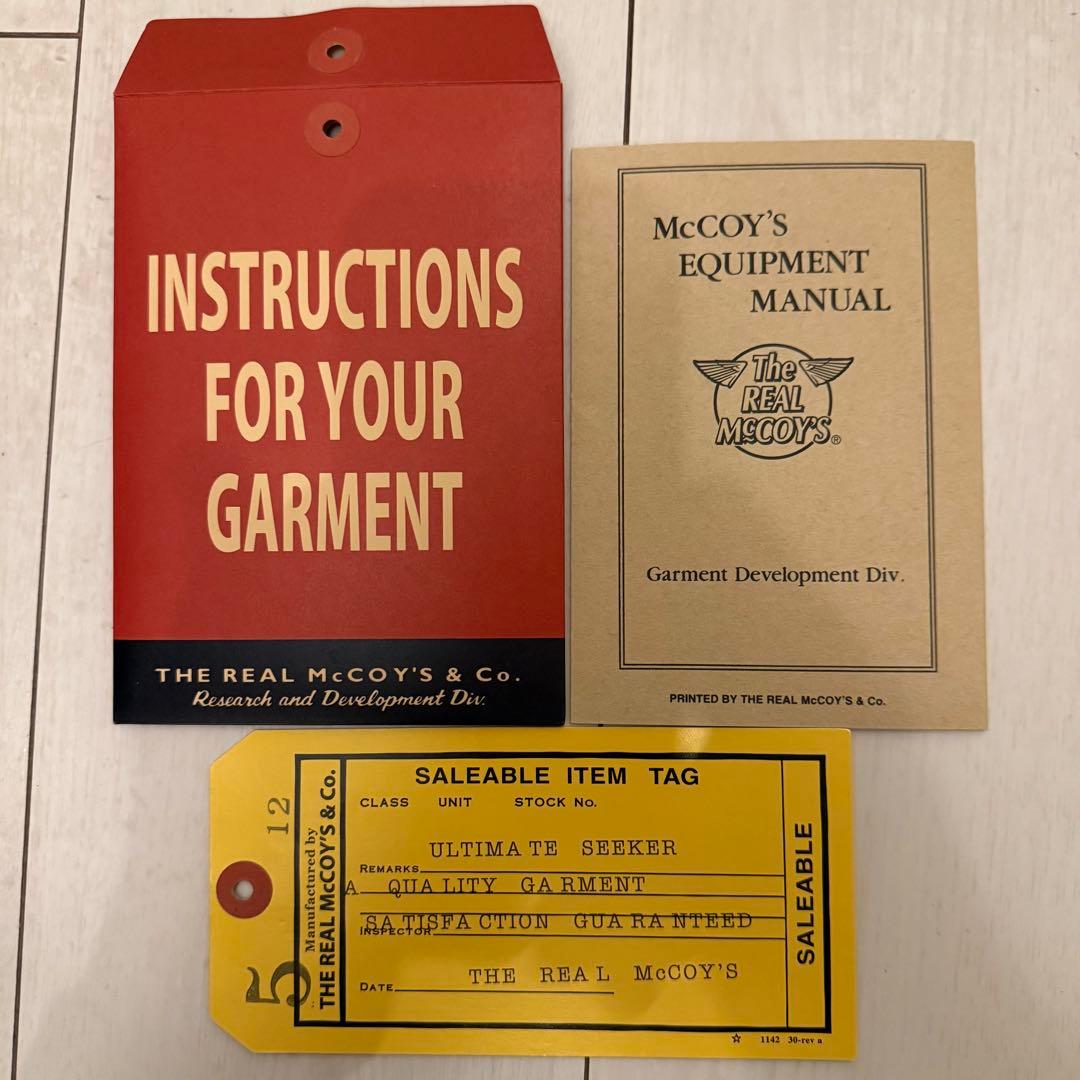 INSTRUCTIONS
FOR YOUR
GARMENT
THE REAL McCOY'S & Co.
Research and Development Div.
McCOY'S
EQUIPMENT
MANUAL
The
REAL
McCOY'S®
Garment Development Div.
PRINTED BY THE REAL McCOY'S & Co.
12
5
Manufactured by
THE REAL McCOY'S & Co.
SALEABLE ITEM TAG
CLASS UNIT STOCK No.
ULTIMATE SEEKER
REMARKS
A QUALITY GARMENT
SATISFACTION GUARANTEED
INSPECTOR
THE REAL McCOY'S
DATE
SALEABLE
☆ 1142 30-rev a